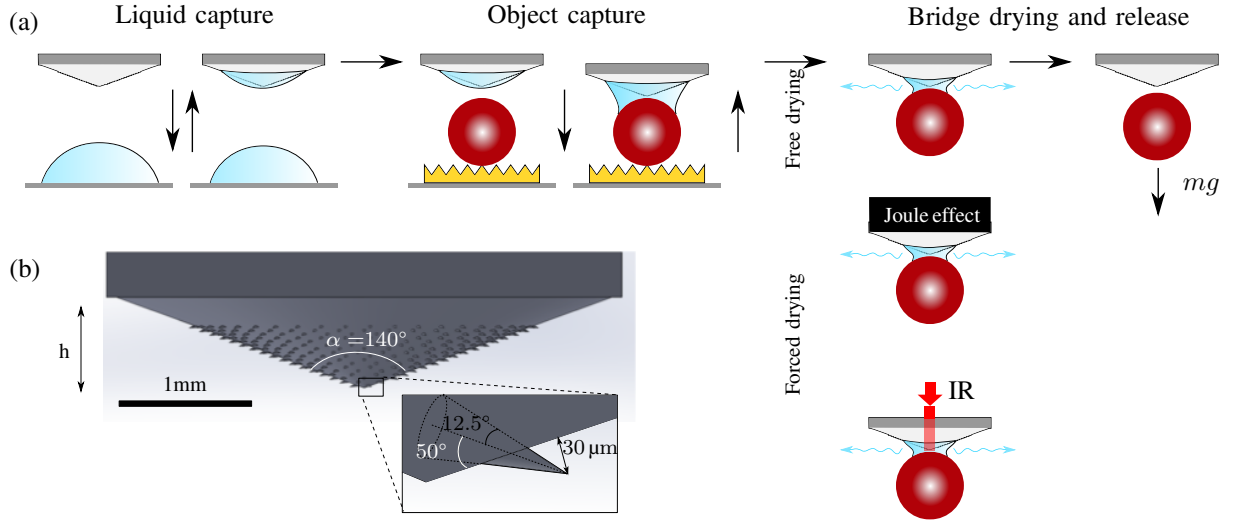 (a)
Liquid capture
Object capture
Bridge drying and release
Free drying
mg
Joule effect
Forced drying
IR
(b)
h
α =140°
1mm
12.5°
50°
30 μm